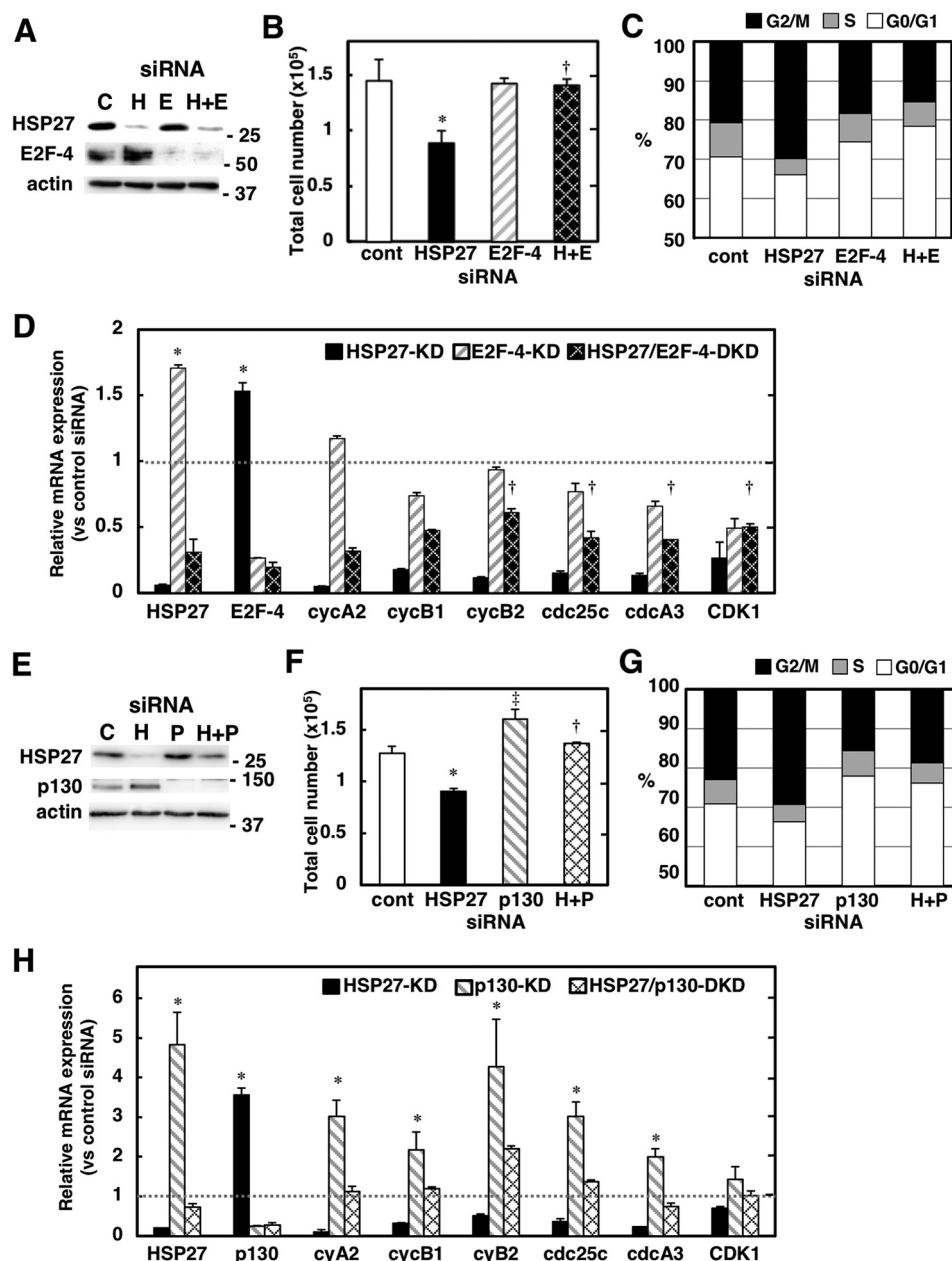 A
siRNA
C H E H+E
HSP27
- 25
E2F-4
- 50
actin
- 37
B
Total cell number (x10⁵)
1.5
1
1.5
0
*
†
cont HSP27 E2F-4 H+E
siRNA
C
G2/M S G0/G1
100
90
80
%
70
60
50
cont HSP27 E2F-4 H+E
siRNA
D
Relative mRNA expression
(vs control siRNA)
2
1.5
1
0.5
0
HSP27-KD E2F-4-KD HSP27/E2F-4-DKD
* * † † † †
HSP27 E2F-4 cycA2 cycB1 cycB2 cdc25c cdcA3 CDK1
E
siRNA
C H P H+P
HSP27
- 25
- 150
p130
actin
- 37
F
Total cell number (x10⁵)
1.5
1
0.5
0
*
‡
†
cont HSP27 p130 H+P
siRNA
G
G2/M S G0/G1
100
90
80
%
70
60
50
cont HSP27 p130 H+P
siRNA
H
Relative mRNA expression
(vs control siRNA)
6
5
4
3
2
1
0
HSP27-KD p130-KD HSP27/p130-DKD
* * * * * * *
HSP27 p130 cyA2 cycB1 cyB2 cdc25c cdcA3 CDK1